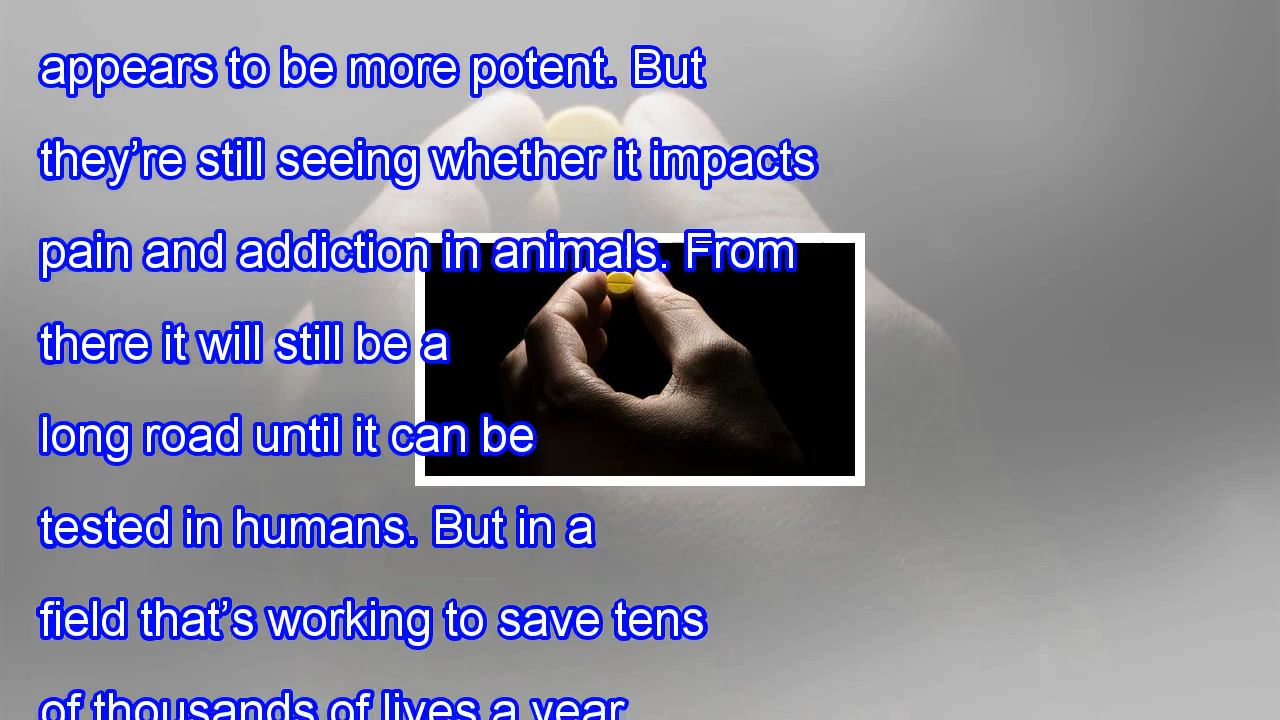 appears to be more potent. But
they’re still seeing whether it impacts
pain and addiction in animals. From
there it will still be a
long road until it can be
tested in humans. But in a
field that’s working to save tens
of thousands of lives a year